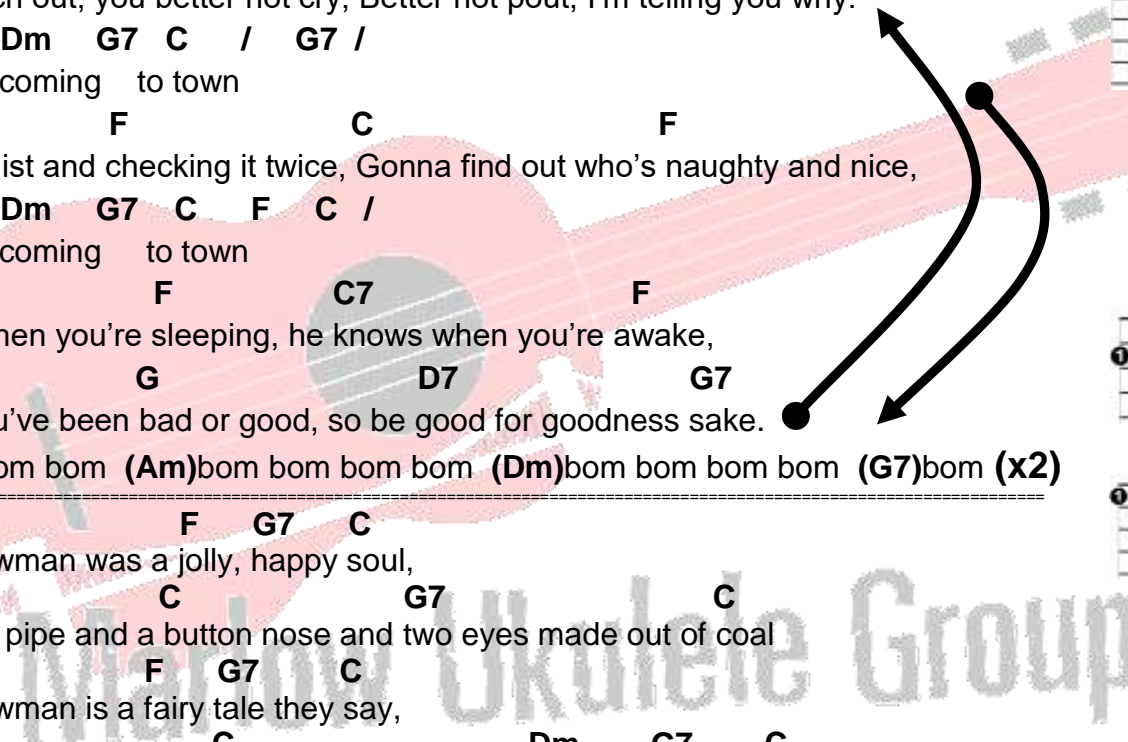 out, you better not cry, Better not pout, I'm telling you why.
Dm G7 C / G7 /
coming to town
F C F
ist and checking it twice, Gonna find out who's naughty and nice,
Dm G7 C F C /
coming to town
F C7 F
hen you're sleeping, he knows when you're awake,
G D7 G7
u've been bad or good, so be good for goodness sake.
om bom (Am)bom bom bom bom (Dm)bom bom bom bom (G7)bom (x2)
F G7 C
wman was a jolly, happy soul,
C G7 C
pipe and a button nose and two eyes made out of coal
F G7 C
wman is a fairy tale they say,
C Dm G7 C
Marlow Ukulele Group